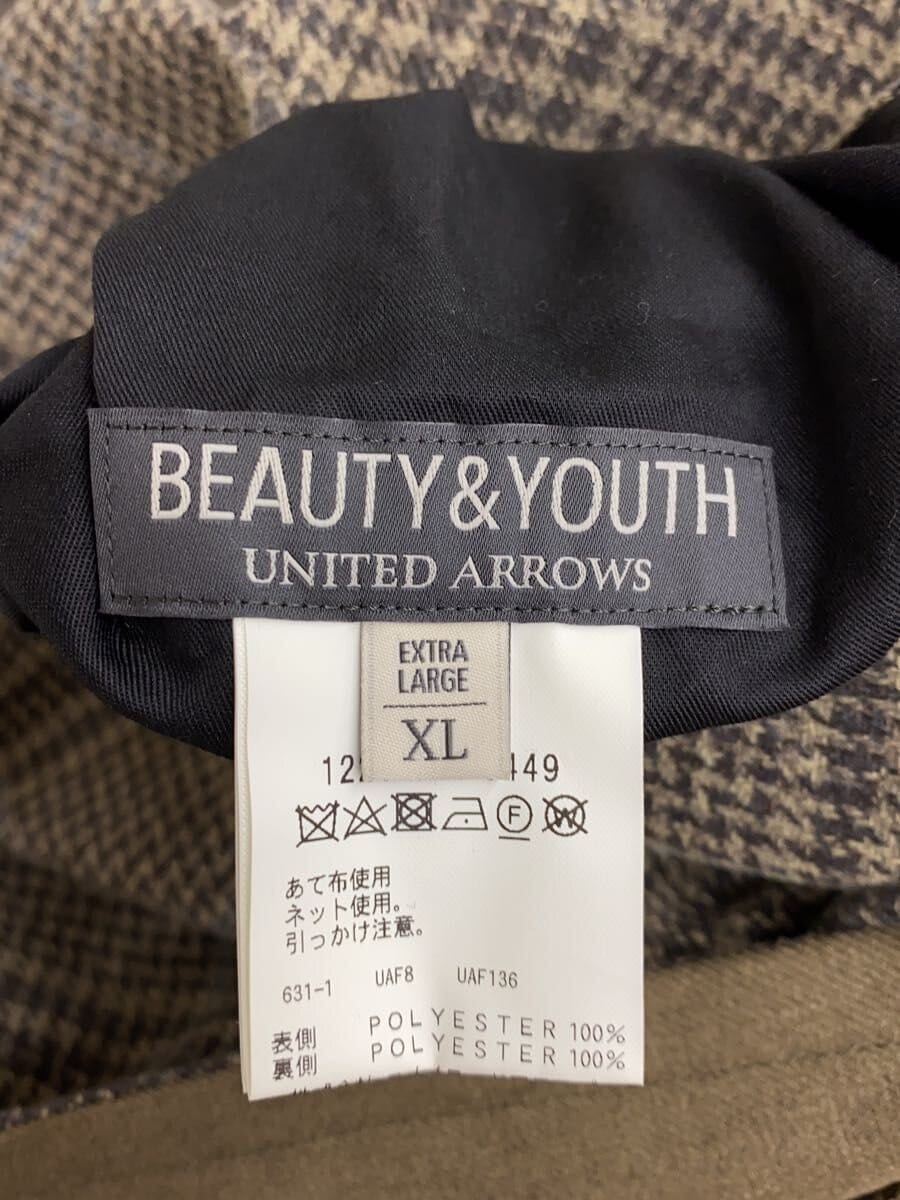 BEAUTY&YOUTH
UNITED ARROWS
EXTRA
LARGE
XL
あて布使用
ネット使用。
引っかけ注意。
631-1 UAF8 UAF136
表側 POLYESTER 100%
裏側 POLYESTER 100%